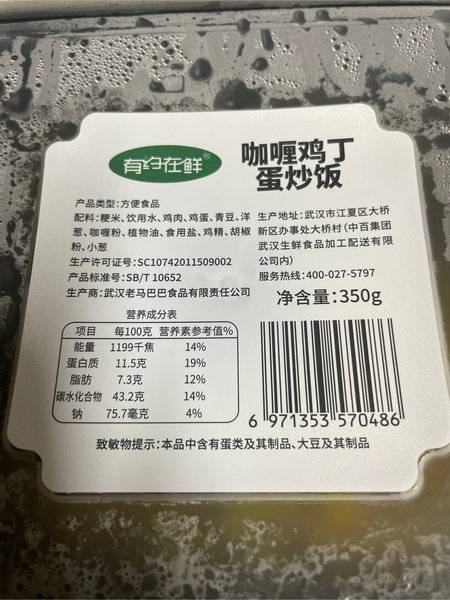 有约在鲜®
咖喱鸡丁
蛋炒饭
产品类型:方便食品
配料:粳米、饮用水、鸡肉、鸡蛋、青豆、洋
葱、咖喱粉、植物油、食用盐、鸡精、胡椒
粉、小葱
生产许可证号:SC10742011509002
产品标准号:SB/T 10652
生产商:武汉老马巴巴食品有限责任公司
生产地址:武汉市江夏区大桥
新区办事处大桥村(中百集团
武汉生鲜食品加工配送有限
公司内)
服务热线:400-027-5797
净含量:350g
营养成分表
项目 每100克 营养素参考值%
能量 1199千焦 14%
蛋白质 11.5克 19%
脂肪 7.3克 12%
碳水化合物 43.2克 14%
钠 75.7毫克 4%
6 971353 570486
致敏物提示:本品中含有蛋类及其制品、大豆及其制品